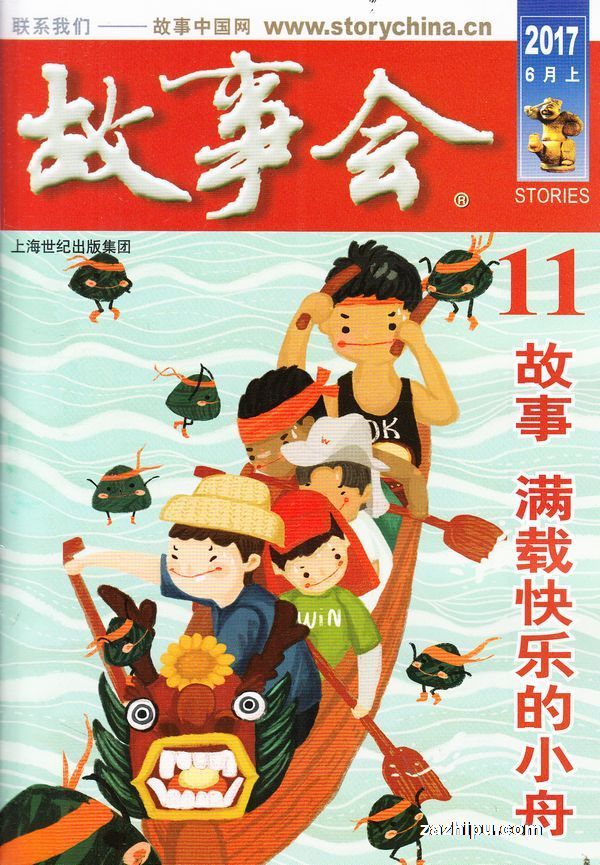 联系我们 —— 故事中国网 www.storychina.cn
2017
6月上
故事会®
STORIES
上海世纪出版集团
11
故事 满载快乐的小舟
OK
WiN
zazhipu.com